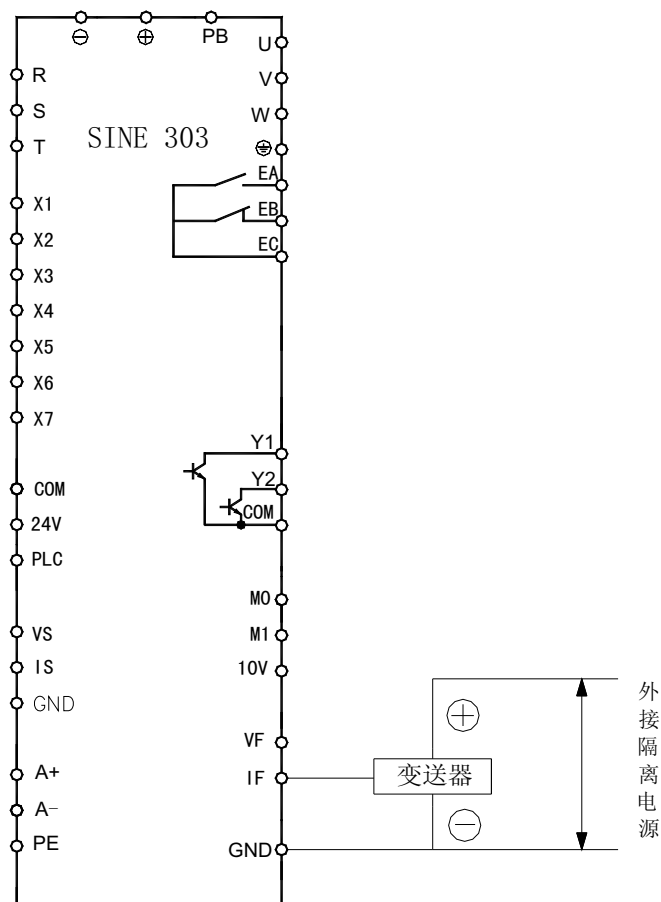 ⊖ ⊕ PB
R
S
T
SINE 303
X1
X2
X3
X4
X5
X6
X7
COM
24V
PLC
VS
IS
GND
A+
A-
PE
U
V
W
EA
EB
EC
Y1
Y2
COM
M0
M1
10V
VF
IF
GND
⊕
变送器
⊖
外接隔离电源